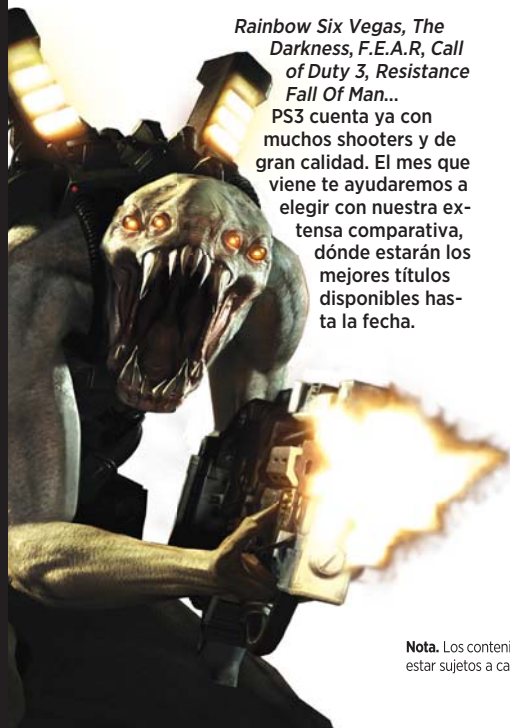 Rainbow Six Vegas, The
Darkness, F.E.A.R, Call
of Duty 3, Resistance
Fall Of Man...
PS3 cuenta ya con
muchos shooters y de
gran calidad. El mes que
viene te ayudaremos a
elegir con nuestra ex-
tensa comparativa,
dónde estarán los
mejores títulos
disponibles has-
ta la fecha.
Nota. Los conteni
estar sujetos a ca